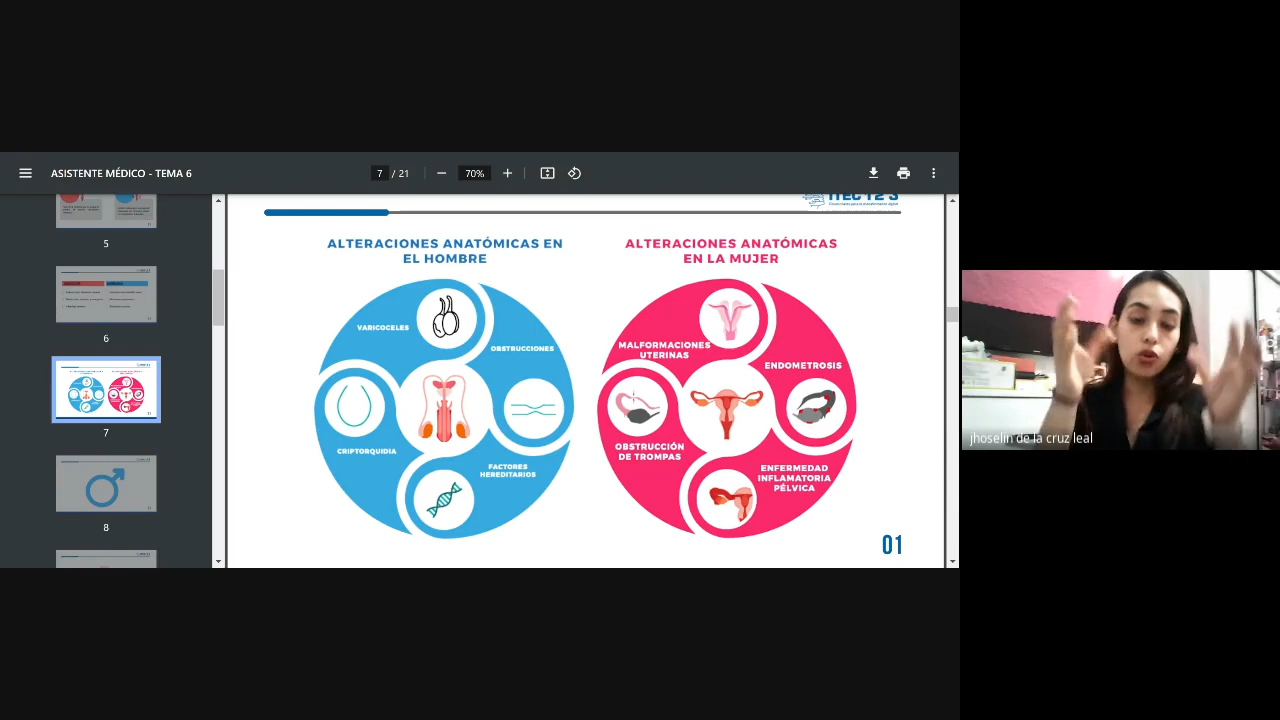 ASISTENTE MÉDICO - TEMA 6
7 / 21
70%
5
6
7
8
ALTERACIONES ANATÓMICAS EN
EL HOMBRE
VARICOCELES
OBSTRUCCIONES
CRIPTORQUIDIA
FACTORES
HEREDITARIOS
ALTERACIONES ANATÓMICAS
EN LA MUJER
MALFORMACIONES
UTERINAS
ENDOMETROSIS
OBSTRUCCIÓN
DE TROMPAS
ENFERMEDAD
INFLAMATORIA
PÉLVICA
01
jhoselin de la cruz leal